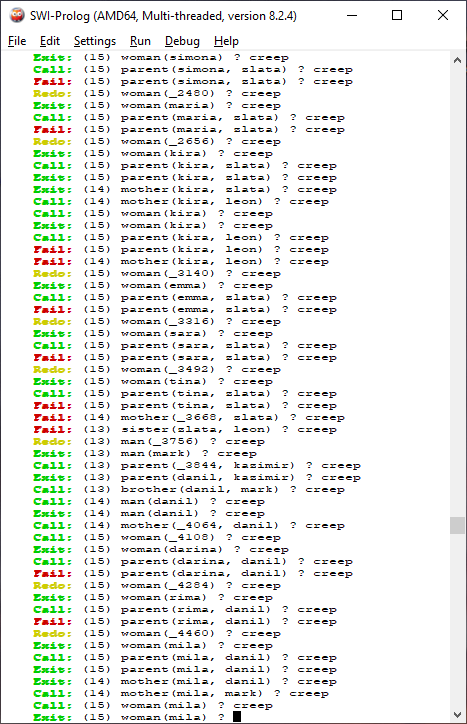 SWI-Prolog (AMD64, Multi-threaded, version 8.2.4)
File Edit Settings Run Debug Help
Exit: (15) woman(simona) ? creep
Call: (15) parent(simona, zlata) ? creep
Fail: (15) parent(simona, zlata) ? creep
Redo: (15) woman(_2480) ? creep
Exit: (15) woman(maria) ? creep
Call: (15) parent(maria, zlata) ? creep
Fail: (15) parent(maria, zlata) ? creep
Redo: (15) woman(_2656) ? creep
Exit: (15) woman(kira) ? creep
Call: (15) parent(kira, zlata) ? creep
Exit: (15) parent(kira, zlata) ? creep
Exit: (14) mother(kira, zlata) ? creep
Call: (14) mother(kira, leon) ? creep
Call: (15) woman(kira) ? creep
Exit: (15) woman(kira) ? creep
Call: (15) parent(kira, leon) ? creep
Fail: (15) parent(kira, leon) ? creep
Fail: (14) mother(kira, leon) ? creep
Redo: (15) woman(_3140) ? creep
Exit: (15) woman(emma) ? creep
Call: (15) parent(emma, zlata) ? creep
Fail: (15) parent(emma, zlata) ? creep
Redo: (15) woman(_3316) ? creep
Exit: (15) woman(sara) ? creep
Call: (15) parent(sara, zlata) ? creep
Fail: (15) parent(sara, zlata) ? creep
Redo: (15) woman(_3492) ? creep
Exit: (15) woman(tina) ? creep
Call: (15) parent(tina, zlata) ? creep
Fail: (15) parent(tina, zlata) ? creep
Fail: (14) mother(_3668, zlata) ? creep
Fail: (13) sister(zlata, leon) ? creep
Redo: (13) man(_3756) ? creep
Exit: (13) man(mark) ? creep
Call: (13) parent(_3844, kazimir) ? creep
Exit: (13) parent(danil, kazimir) ? creep
Call: (13) brother(danil, mark) ? creep
Call: (14) man(danil) ? creep
Exit: (14) man(danil) ? creep
Call: (14) mother(_4064, danil) ? creep
Call: (15) woman(_4108) ? creep
Exit: (15) woman(darina) ? creep
Call: (15) parent(darina, danil) ? creep
Fail: (15) parent(darina, danil) ? creep
Redo: (15) woman(_4284) ? creep
Exit: (15) woman(rima) ? creep
Call: (15) parent(rima, danil) ? creep
Fail: (15) parent(rima, danil) ? creep
Redo: (15) woman(_4460) ? creep
Exit: (15) woman(mila) ? creep
Call: (15) parent(mila, danil) ? creep
Exit: (15) parent(mila, danil) ? creep
Exit: (14) mother(mila, danil) ? creep
Call: (14) mother(mila, mark) ? creep
Call: (15) woman(mila) ? creep
Exit: (15) woman(mila) ?